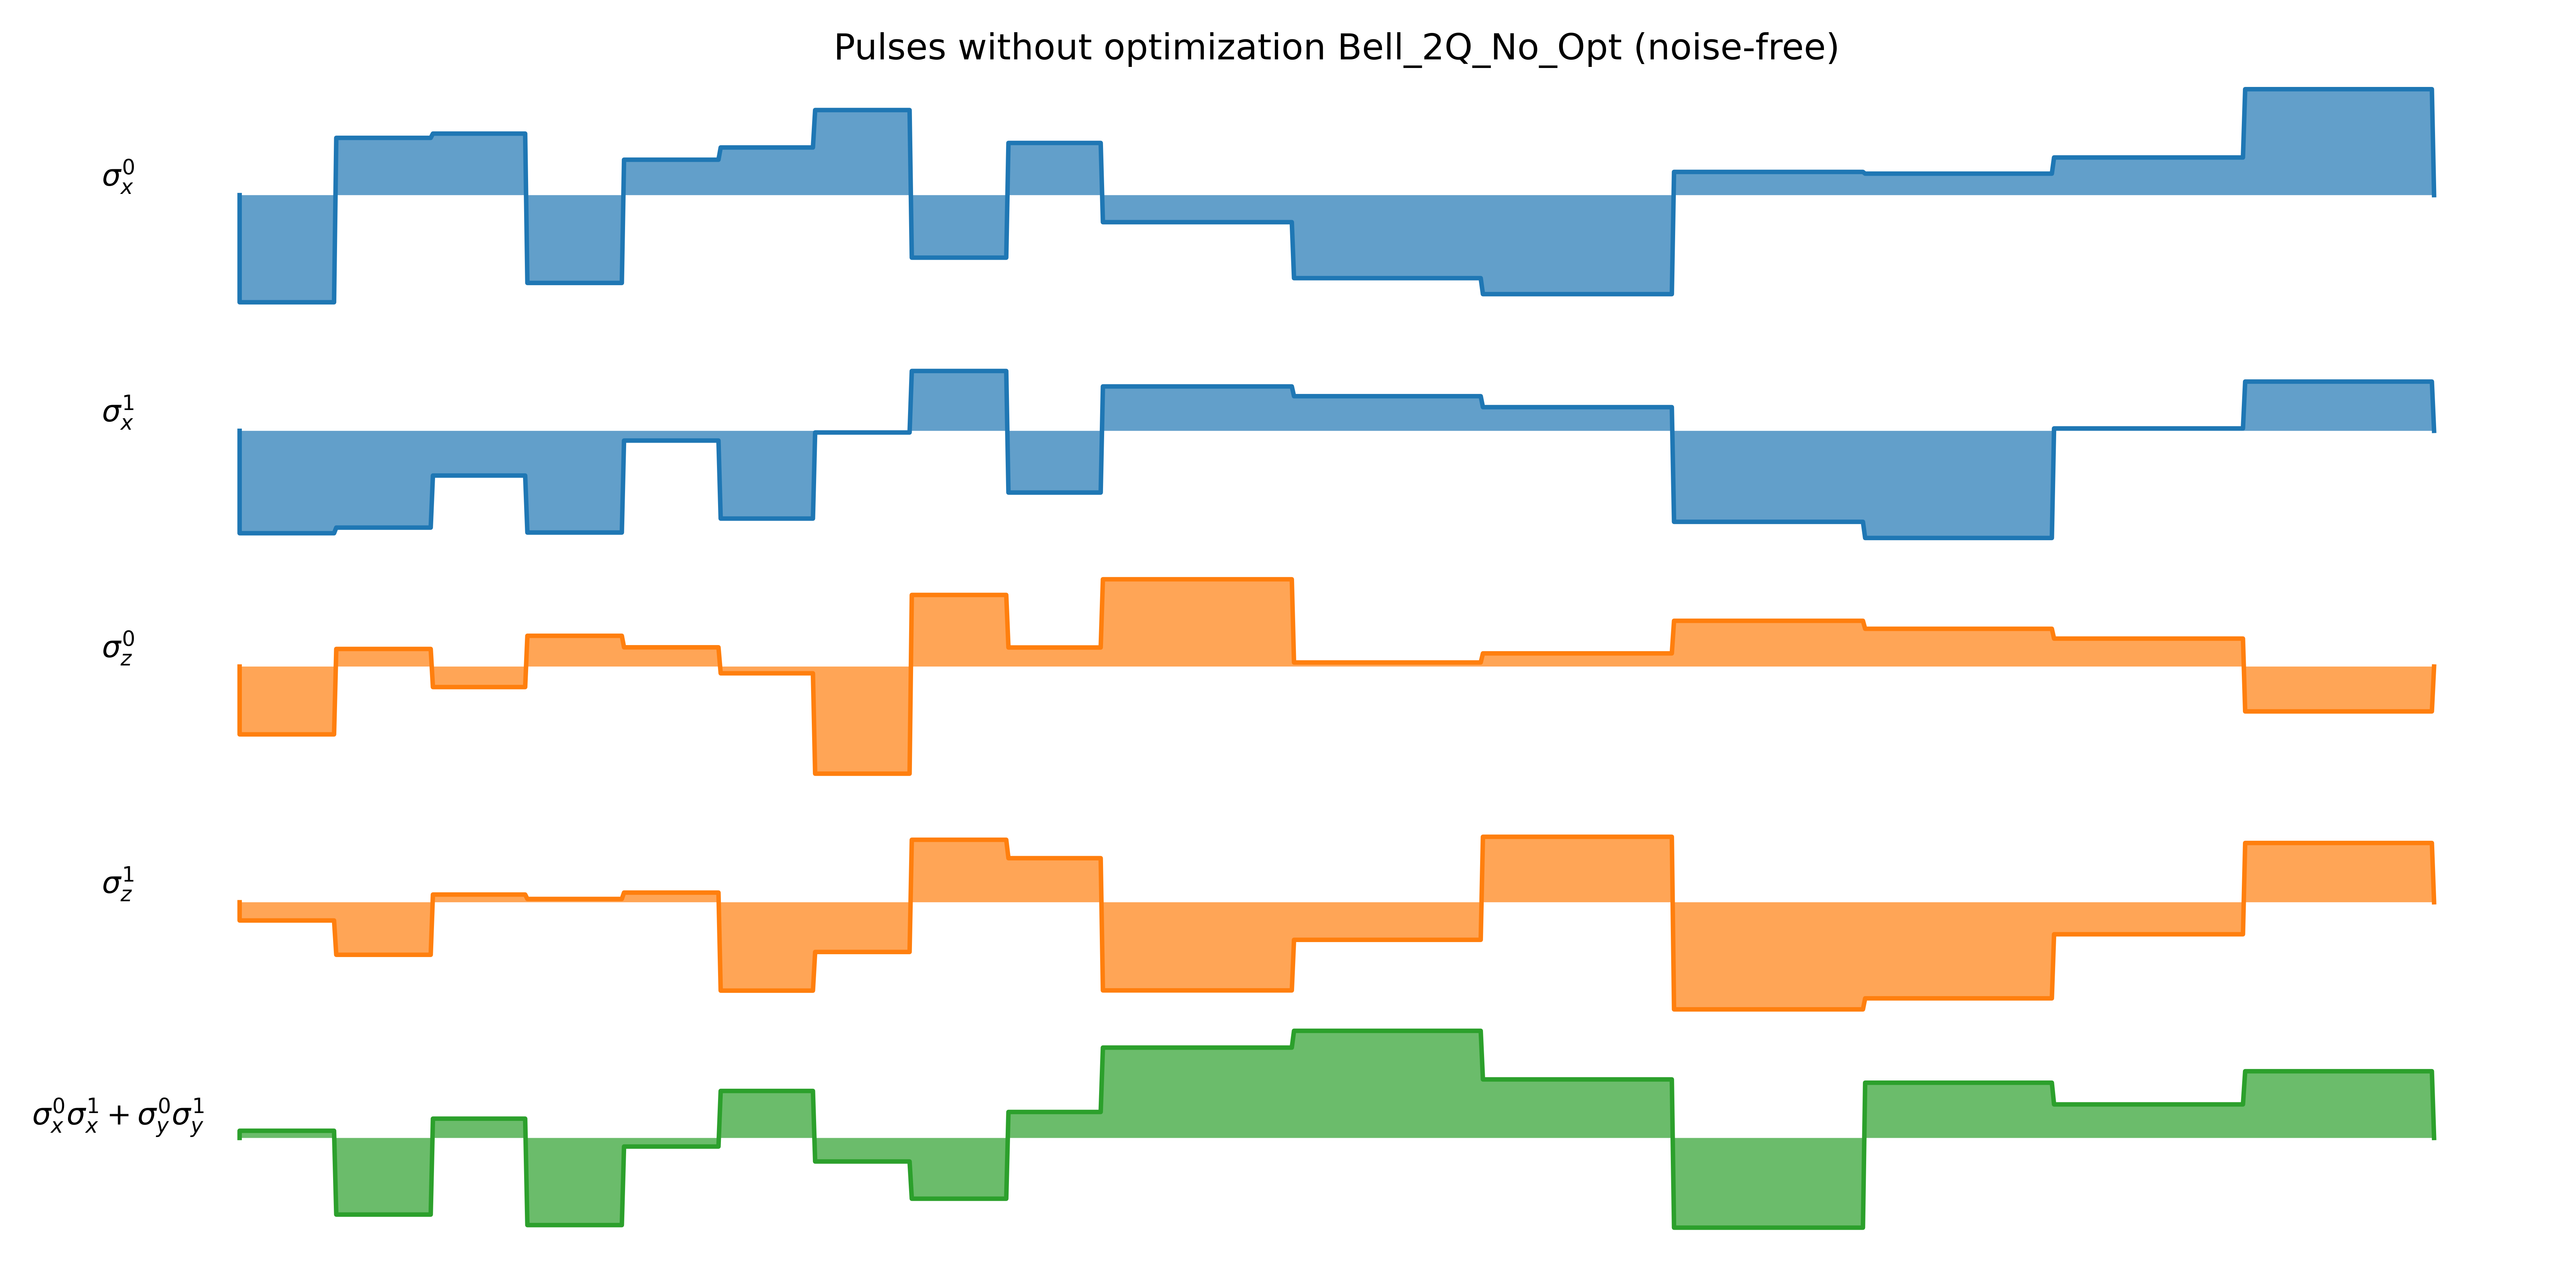 Pulses without optimization Bell_2Q_No_Opt (noise-free)
σ_x^0
σ_x^1
σ_z^0
σ_z^1
σ_x^0σ_x^1 + σ_y^0σ_y^1